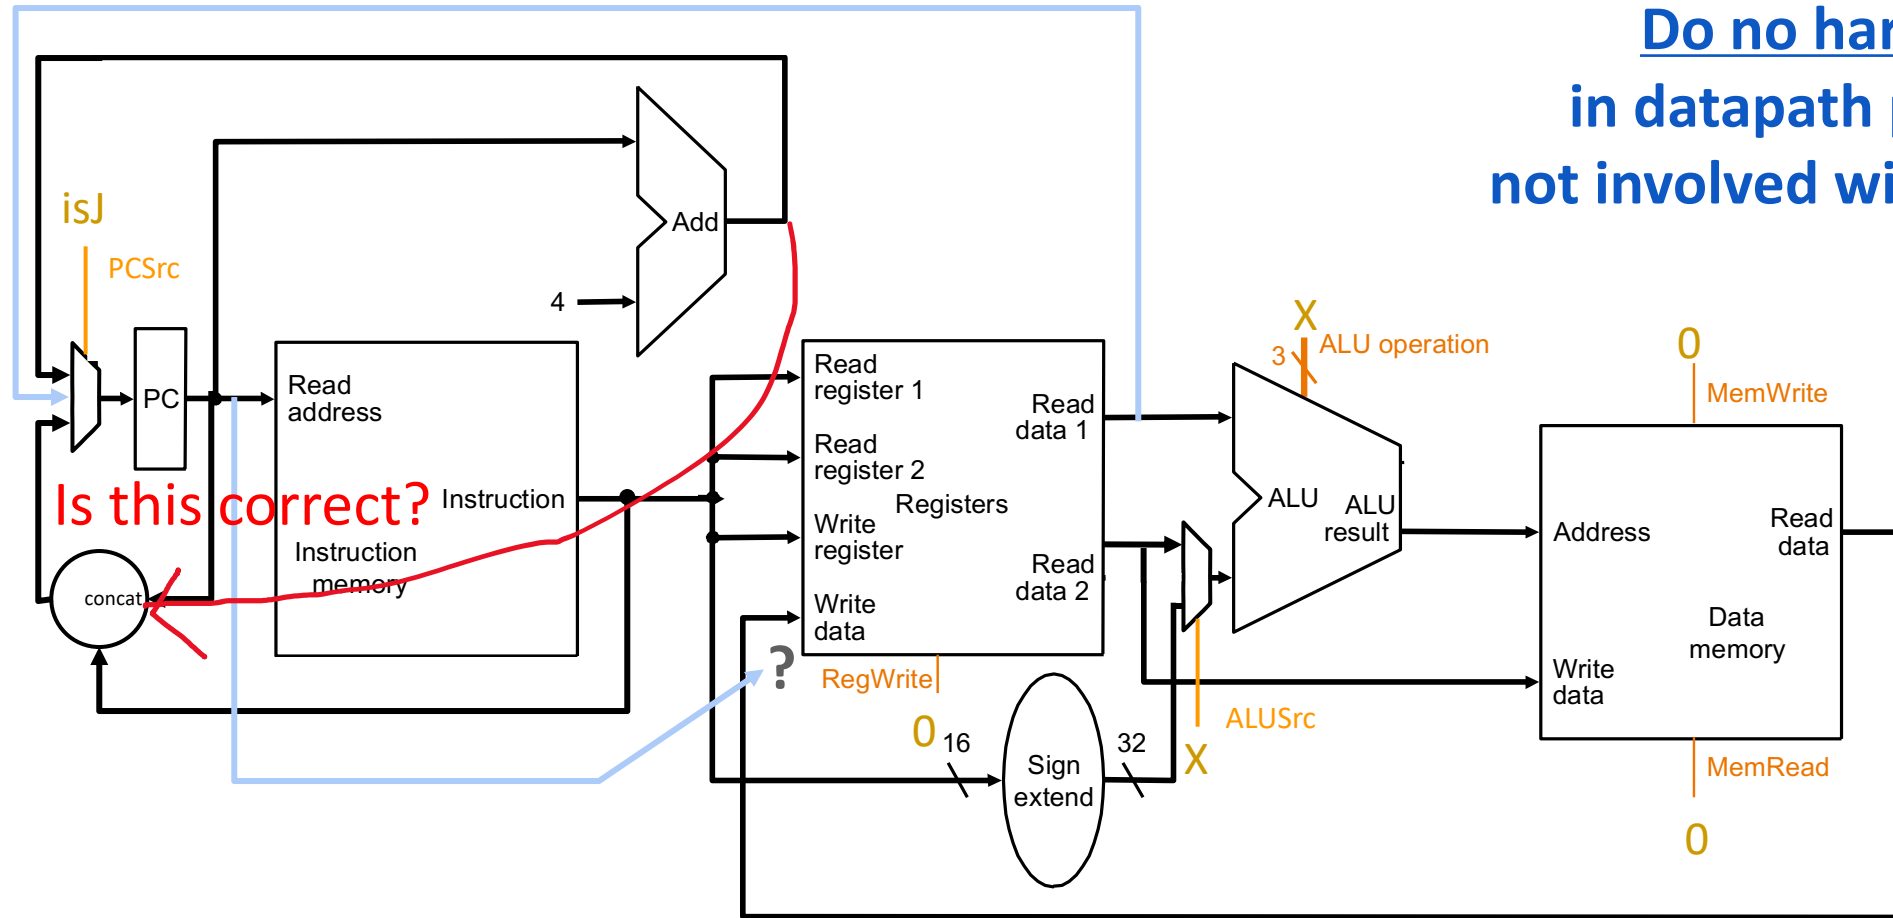 Do no har
in datapath p
not involved wi
isJ
PCSrc
Add
4
X
3
ALU operation
0
MemWrite
PC
Read
address
Read
register 1
Read
data 1
Read
register 2
Is this correct?
Instruction
Registers
ALU
ALU
result
Address
Read
data
Instruction
memory
Write
register
Read
data 2
concat
Write
data
Data
memory
?
RegWrite
Write
data
0
16
Sign
extend
32
ALUSrc
X
MemRead
0